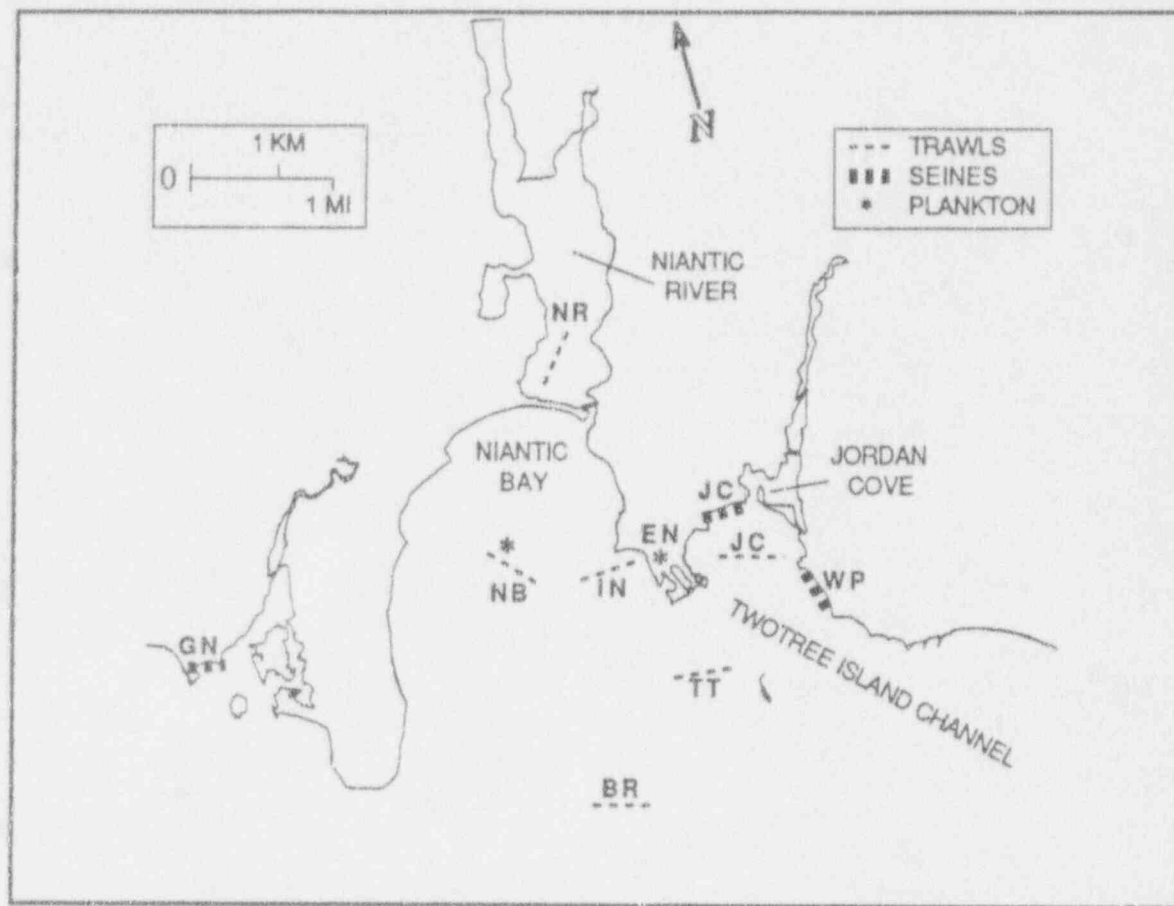 N
1 KM
0
1 MI
TRAWLS
SEINES
* PLANKTON
NIANTIC
RIVER
NR
NIANTIC
BAY
JORDAN
COVE
JC
EN
*
JC
*
NB
IN
WP
GN
TWOTREE ISLAND CHANNEL
TT
BR